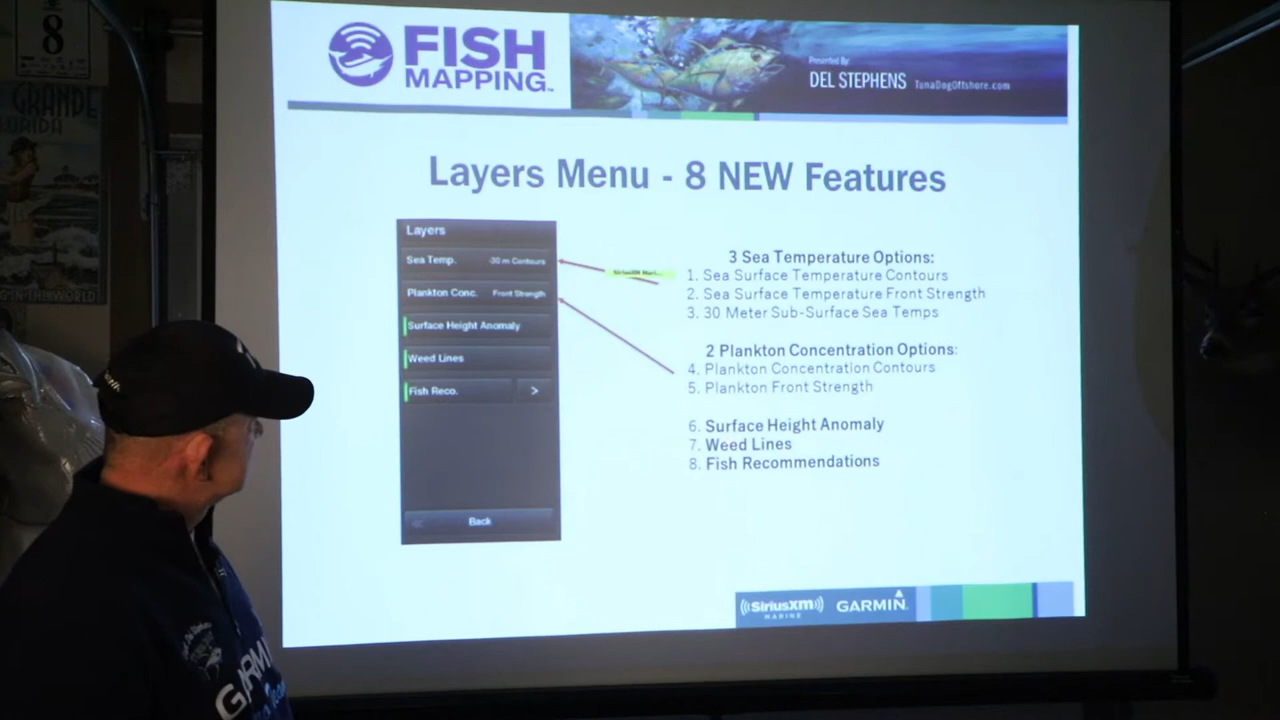 8
GRANDE
FISH
MAPPING
Presented By:
DEL STEPHENS TunaDogOffshore.com
Layers Menu - 8 NEW Features
Layers
Sea Temp. -30 m Contours
Plankton Conc. Front Strength
Surface Height Anomaly
Weed Lines
Fish Reco. >
Back
3 Sea Temperature Options:
1. Sea Surface Temperature Contours
2. Sea Surface Temperature Front Strength
3. 30 Meter Sub-Surface Sea Temps
2 Plankton Concentration Options:
4. Plankton Concentration Contours
5. Plankton Front Strength
6. Surface Height Anomaly
7. Weed Lines
8. Fish Recommendations
SiriusXM Mari...
((SiriusXM))
MARINE
GARMIN
GARMI